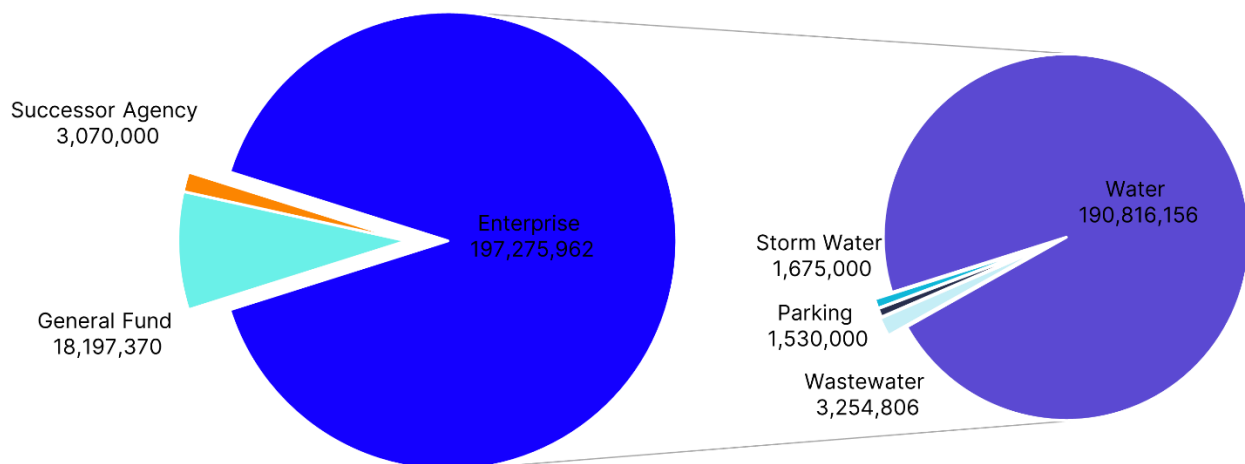 Successor Agency
3,070,000
General Fund
18,197,370
Enterprise
197,275,962
Water
190,816,156
Storm Water
1,675,000
Parking
1,530,000
Wastewater
3,254,806